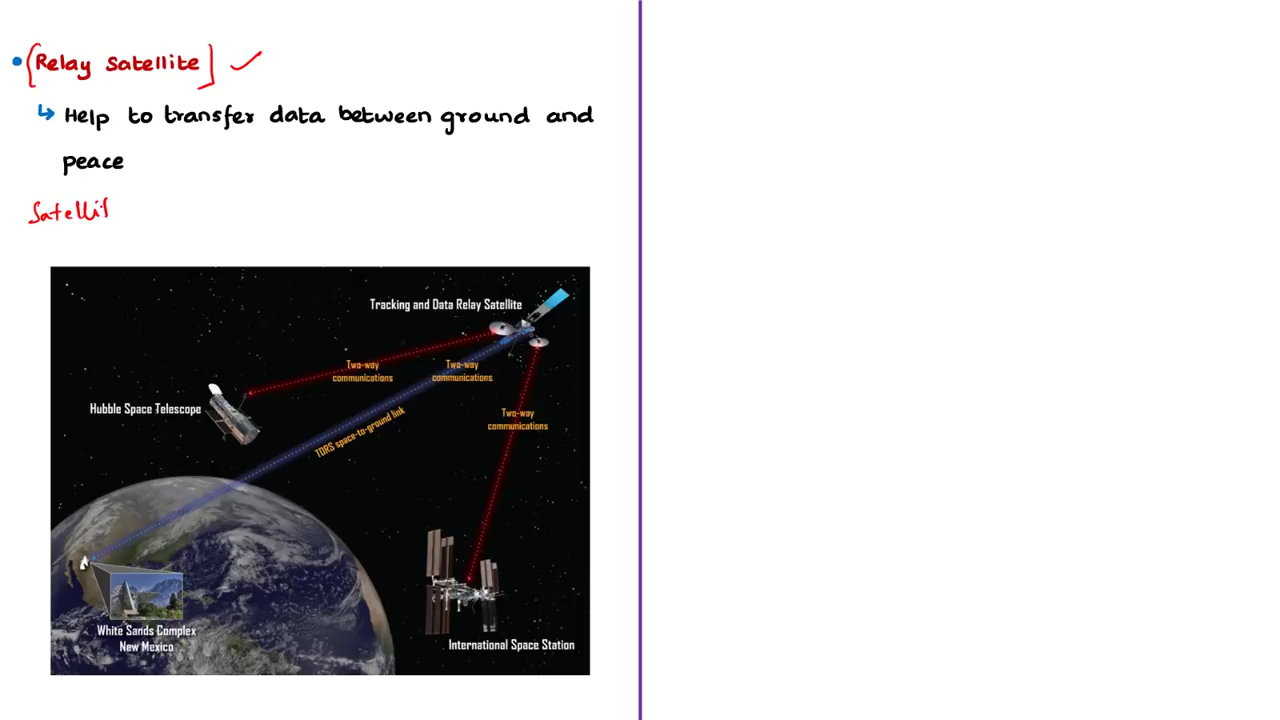 [Relay satellite]
Help to transfer data between ground and
peace
Satellit
Tracking and Data Relay Satellite
Two-way
communications
Two-way
communications
Hubble Space Telescope
Two-way
communications
TDRS space-to-ground link
White Sands Complex
New Mexico
International Space Station